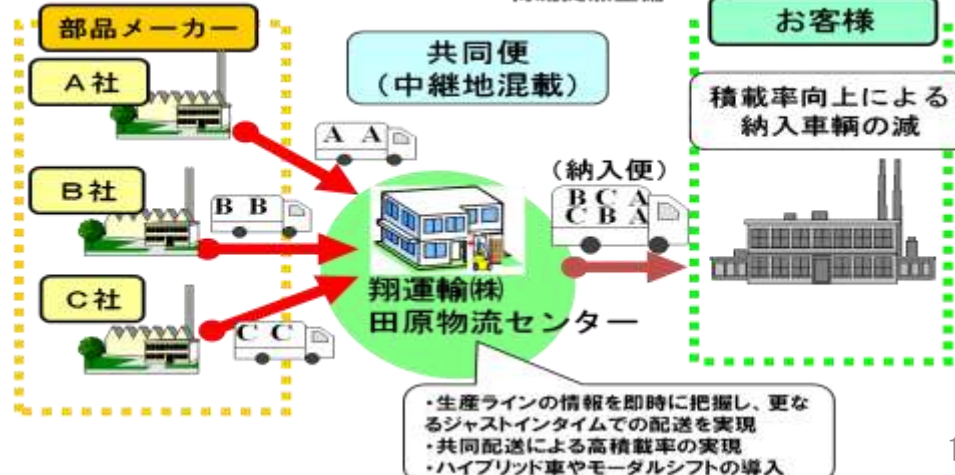 部品メーカー
A社
B社
C社
共同便
(中継地混載)
A A
B B
C C
翔運輸㈱
田原物流センター
(納入便)
B C A
C B A
お客様
積載率向上による
納入車輌の減
・生産ラインの情報を即時に把握し、更な
るジャストインタイムでの配送を実現
・共同配送による高積載率の実現
・ハイブリッド車やモーダルシフトの導入